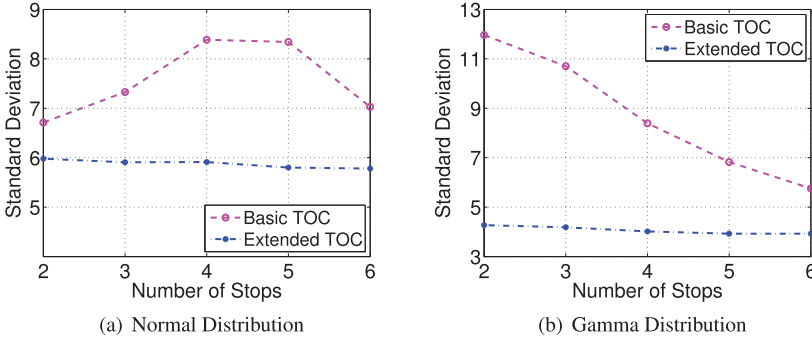 9
8
7
6
5
Standard Deviation
Basic TOC
Extended TOC
2 3 4 5 6
Number of Stops
(a) Normal Distribution
13
11
9
7
5
3
Standard Deviation
Basic TOC
Extended TOC
2 3 4 5 6
Number of Stops
(b) Gamma Distribution